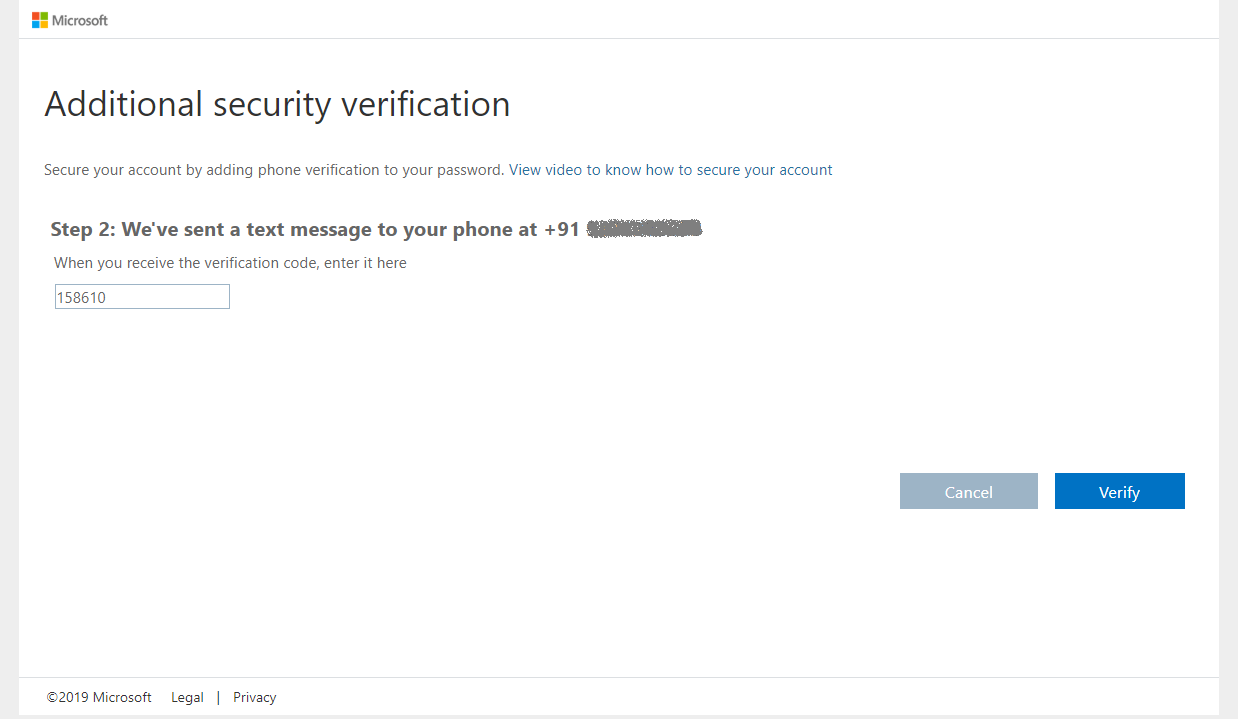 Microsoft
Additional security verification
Secure your account by adding phone verification to your password. View video to know how to secure your account
Step 2: We've sent a text message to your phone at +91
When you receive the verification code, enter it here
158610
Cancel
Verify
©2019 Microsoft Legal | Privacy